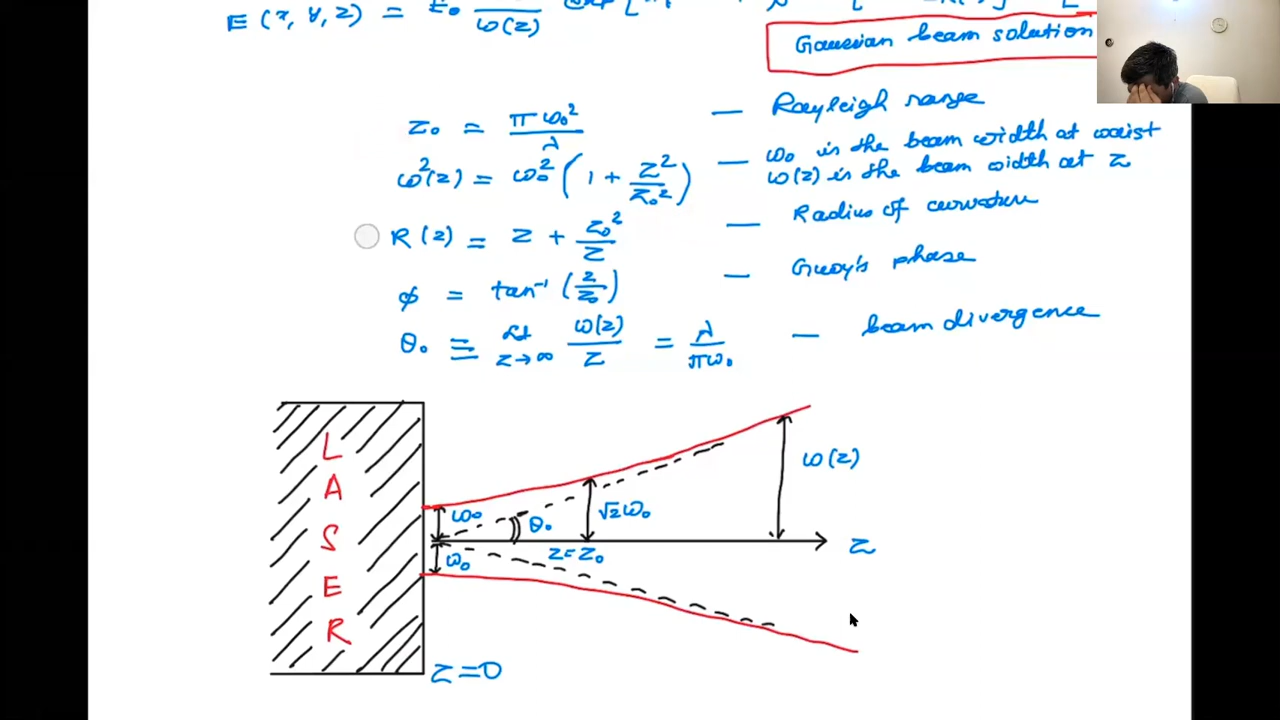 E (x, y, z) = E₀ / ω(z) exp [
Gaussian beam solution
z₀ = πω₀² / λ — Rayleigh range
ω²(z) = ω₀² (1 + z² / z₀²) — ω₀ is the beam width at waist
ω(z) is the beam width at z
R(z) = z + z₀² / z — Radius of curvature
ϕ = tan⁻¹ (z / z₀) — Guoy's phase
θ₀ ≡ Lt z→∞ ω(z) / z = λ / πω₀ — beam divergence
LASER
ω(z)
ω₀
θ₀
√2ω₀
z
ω₀
z=z₀
z=0